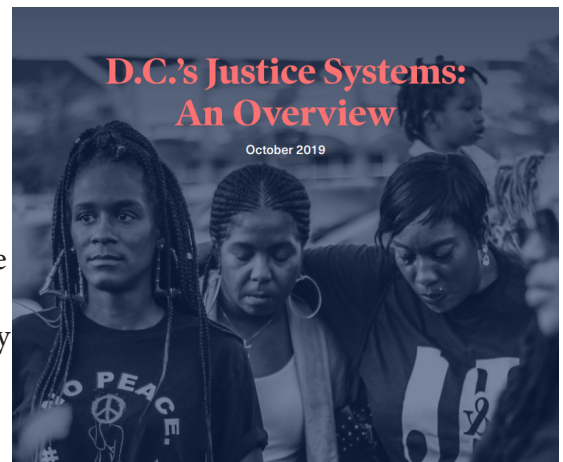 D.C.’s Justice Systems:
An Overview
October 2019
e
y
O PEACE.
#
J
&